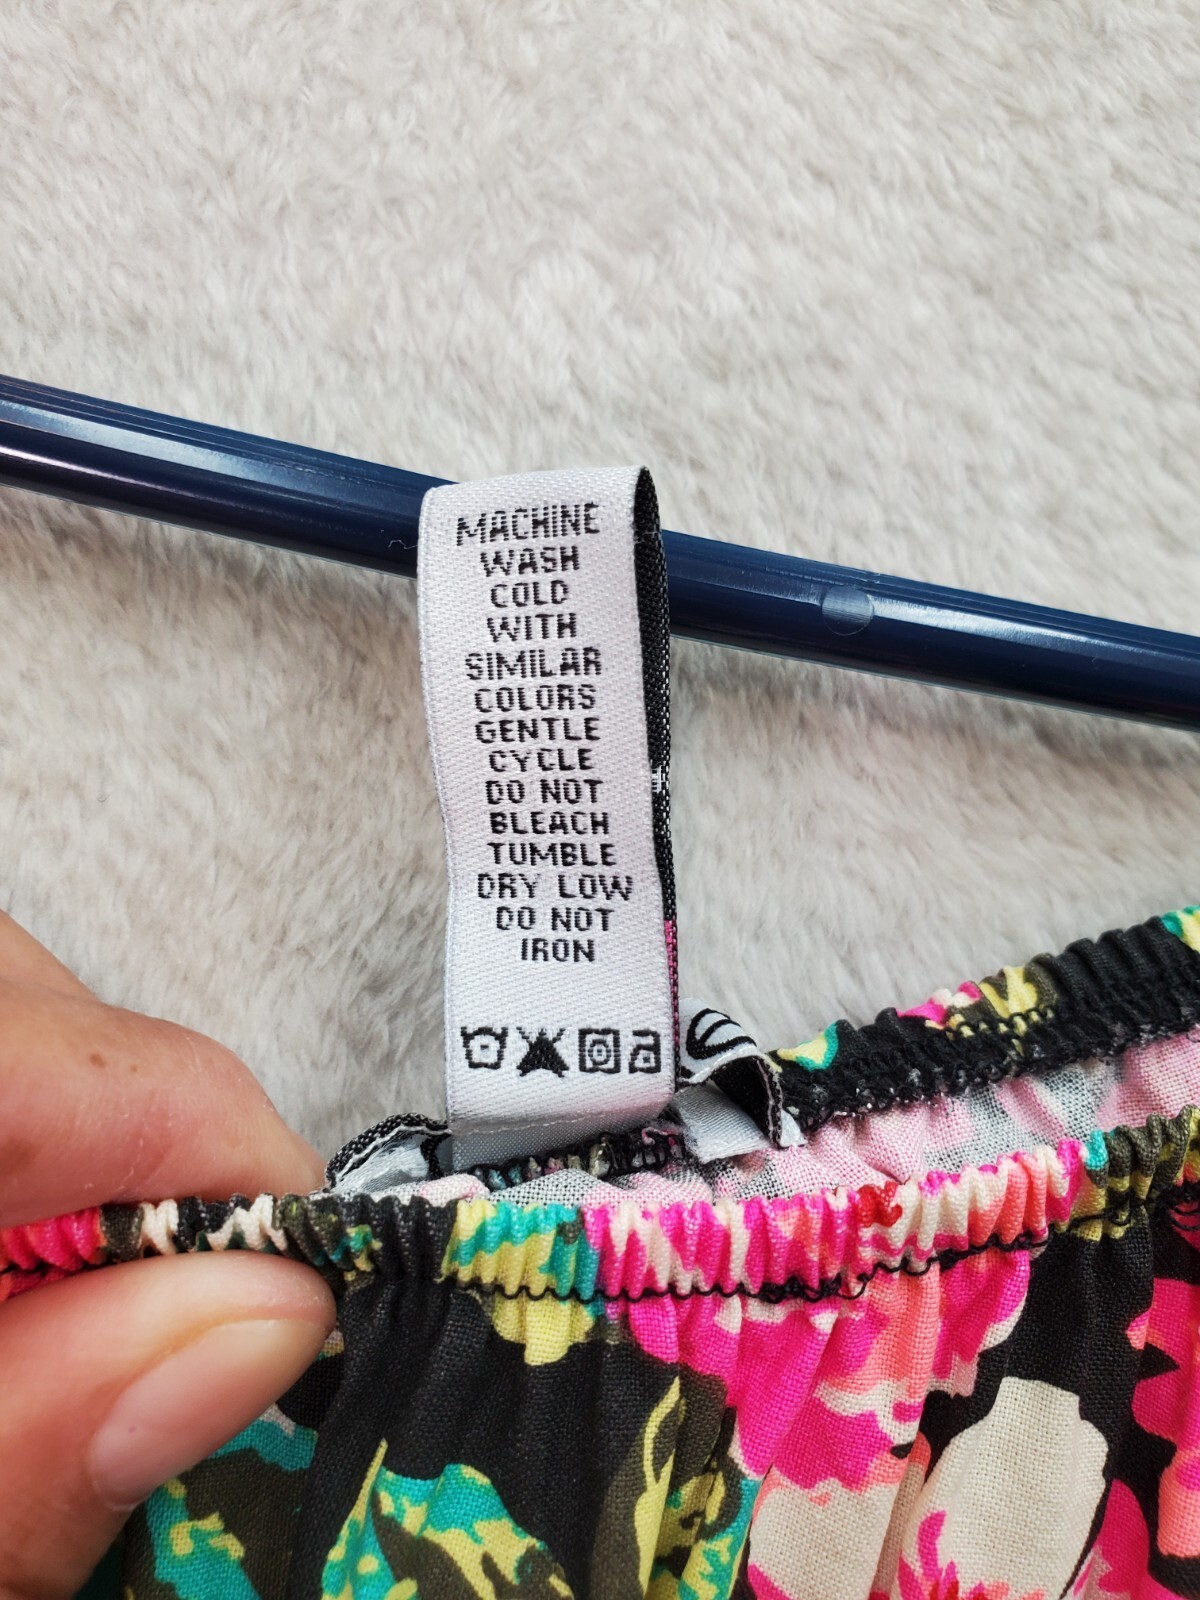 MACHINE
WASH
COLD
WITH
SIMILAR
COLORS
GENTLE
CYCLE
DO NOT
BLEACH
TUMBLE
DRY LOW
DO NOT
IRON